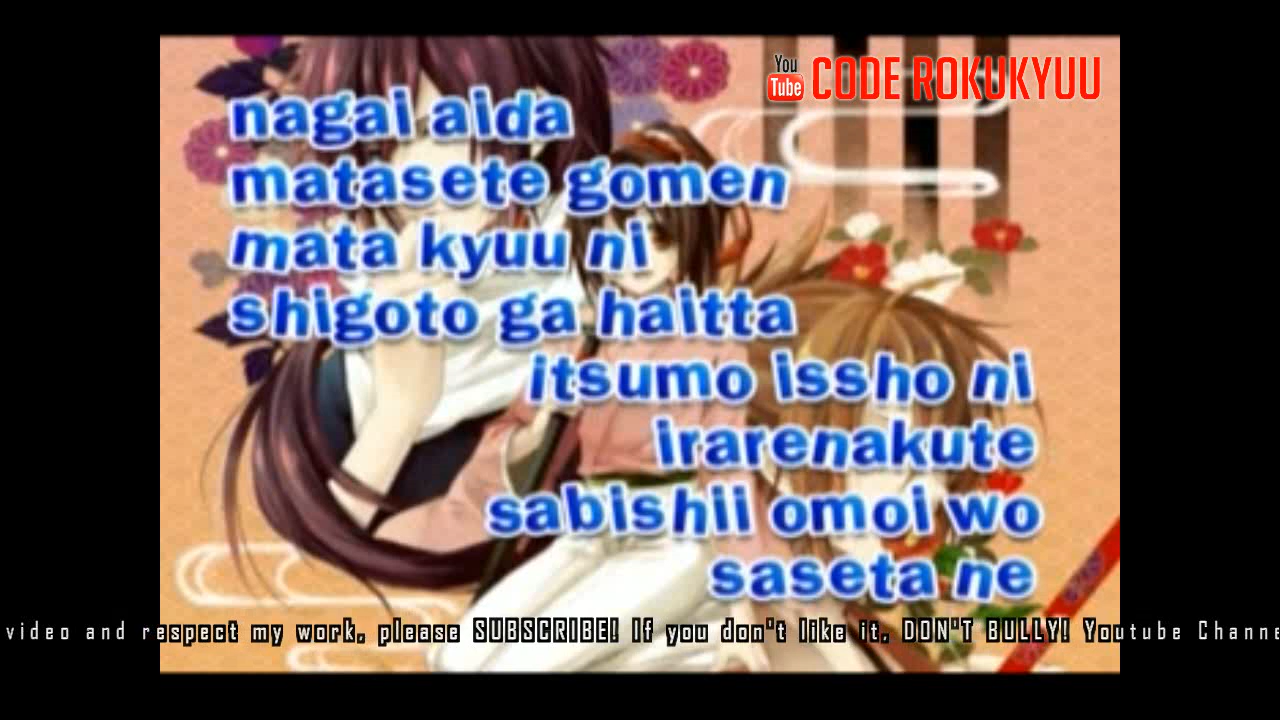 You Tube CODE ROKUKYUU
nagai aida
matasete gomen
mata kyuu ni
shigoto ga haitta
itsumo issho ni
irarenakute
sabishii omoi wo
saseta ne
video and respect my work, please SUBSCRIBE! If you don't like it, DON'T BULLY! Youtube Channe